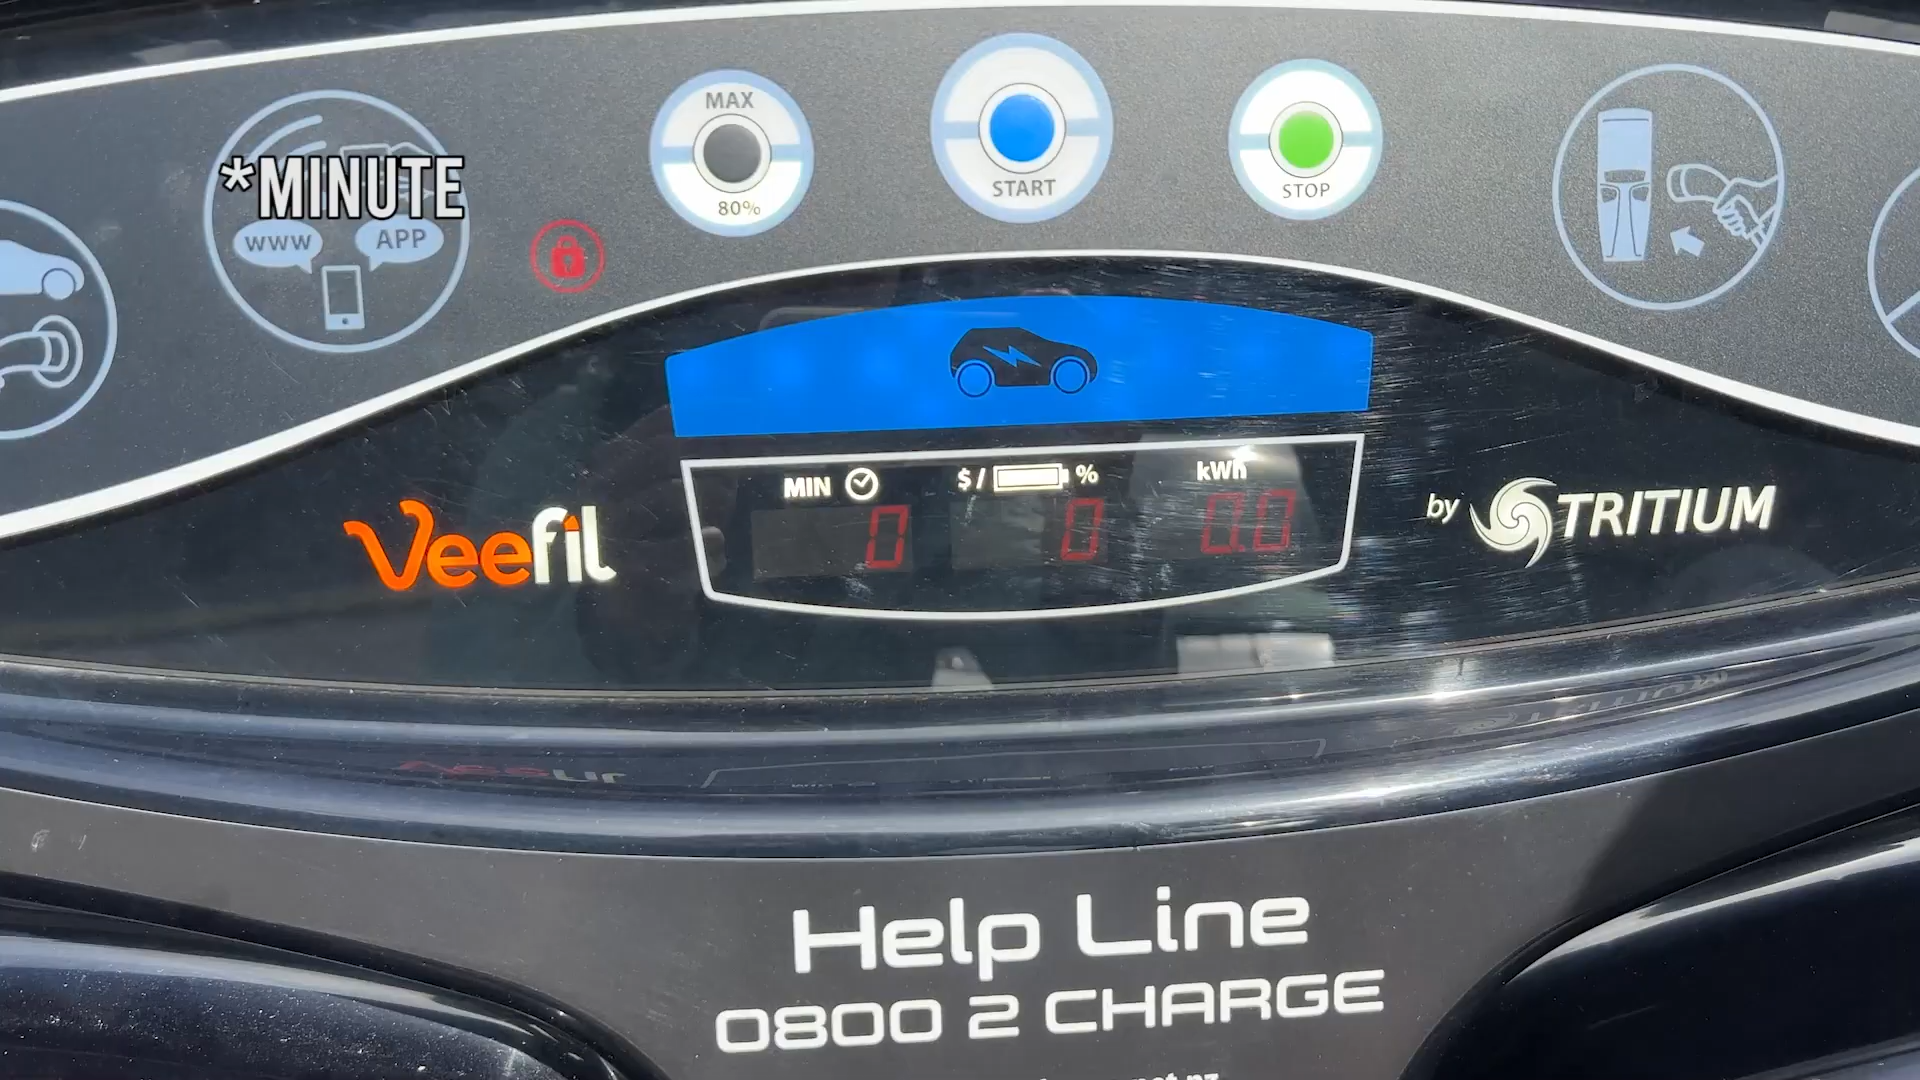 *MINUTE
WWW
APP
MAX
80%
START
STOP
MIN
$ / %
kWh
0
0
0.0
Veefil
by TRITIUM
Help Line
0800 2 CHARGE